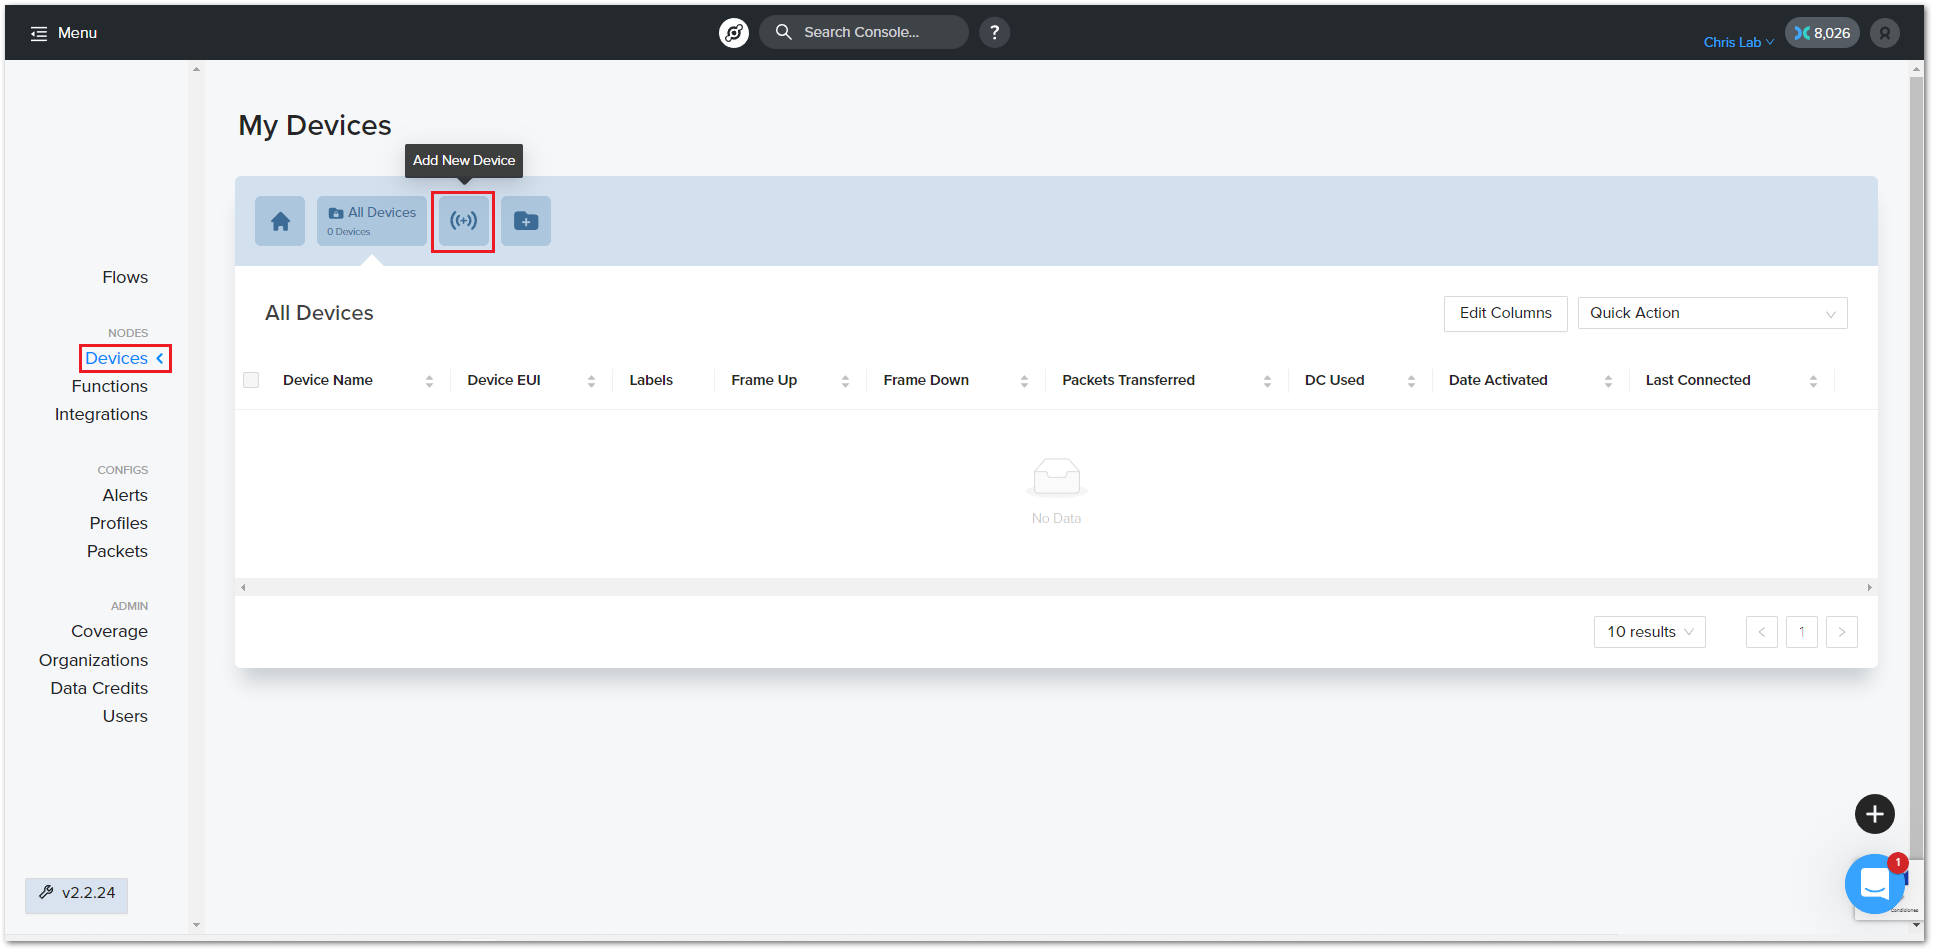 Menu
Search Console...
?
Chris Lab
8,026
My Devices
Add New Device
All Devices
0 Devices
Flows
NODES
Devices
Functions
Integrations
CONFIGS
Alerts
Profiles
Packets
ADMIN
Coverage
Organizations
Data Credits
Users
v2.2.24
All Devices
Edit Columns
Quick Action
Device Name
Device EUI
Labels
Frame Up
Frame Down
Packets Transferred
DC Used
Date Activated
Last Connected
No Data
10 results
<
1
>
1